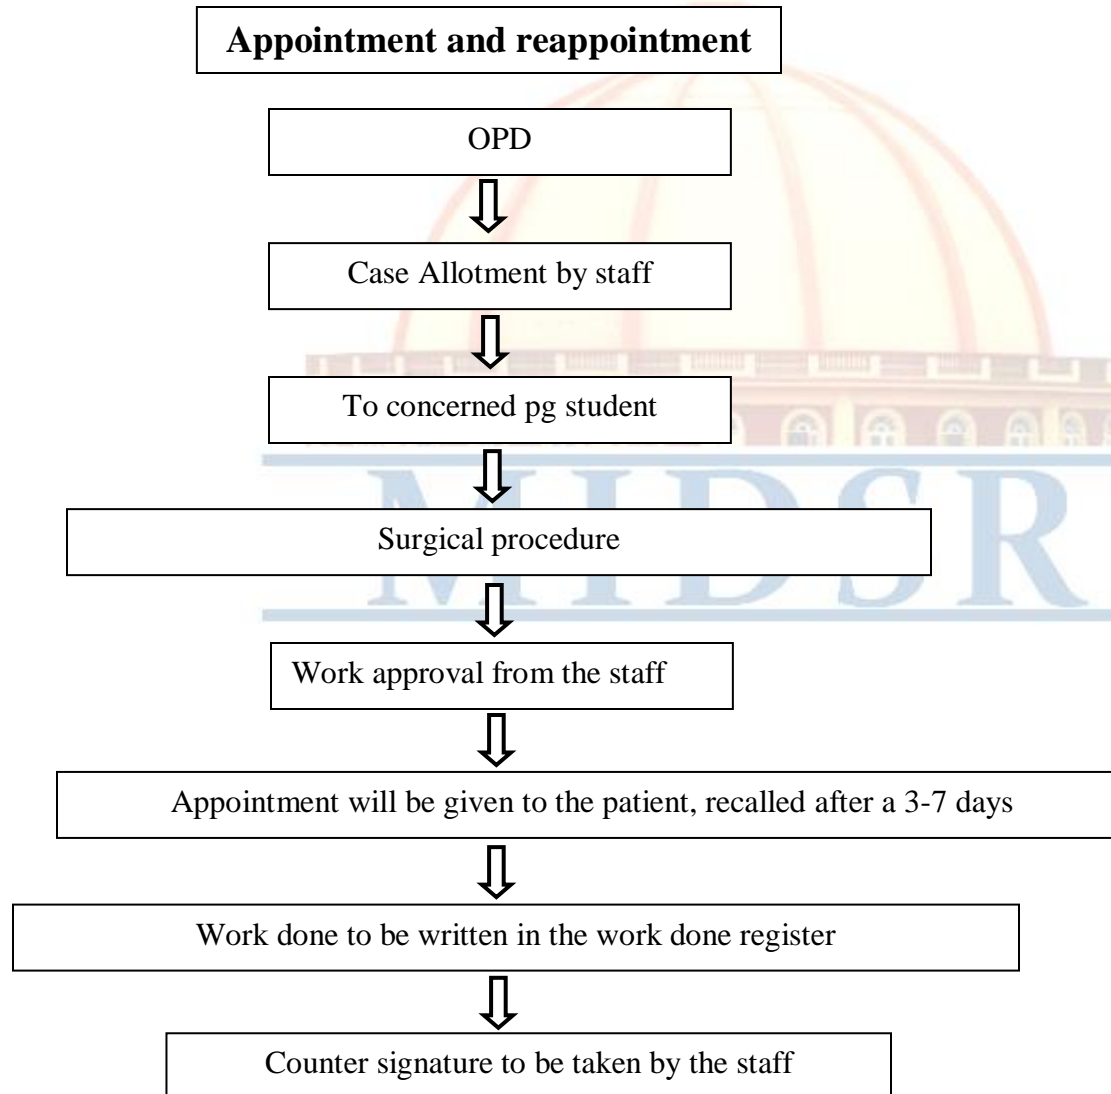 Appointment and reappointment
OPD
Case Allotment by staff
To concerned pg student
MIDSR
Surgical procedure
Work approval from the staff
Appointment will be given to the patient, recalled after a 3-7 days
Work done to be written in the work done register
Counter signature to be taken by the staff